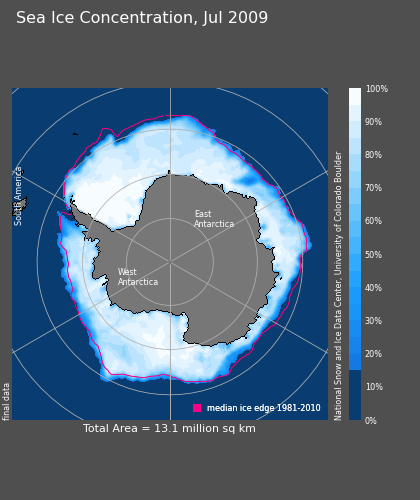 Sea Ice Concentration, Jul 2009
South America
East
Antarctica
West
Antarctica
median ice edge 1981-2010
final data
Total Area = 13.1 million sq km
National Snow and Ice Data Center, University of Colorado Boulder
100%
90%
80%
70%
60%
50%
40%
30%
20%
10%
0%